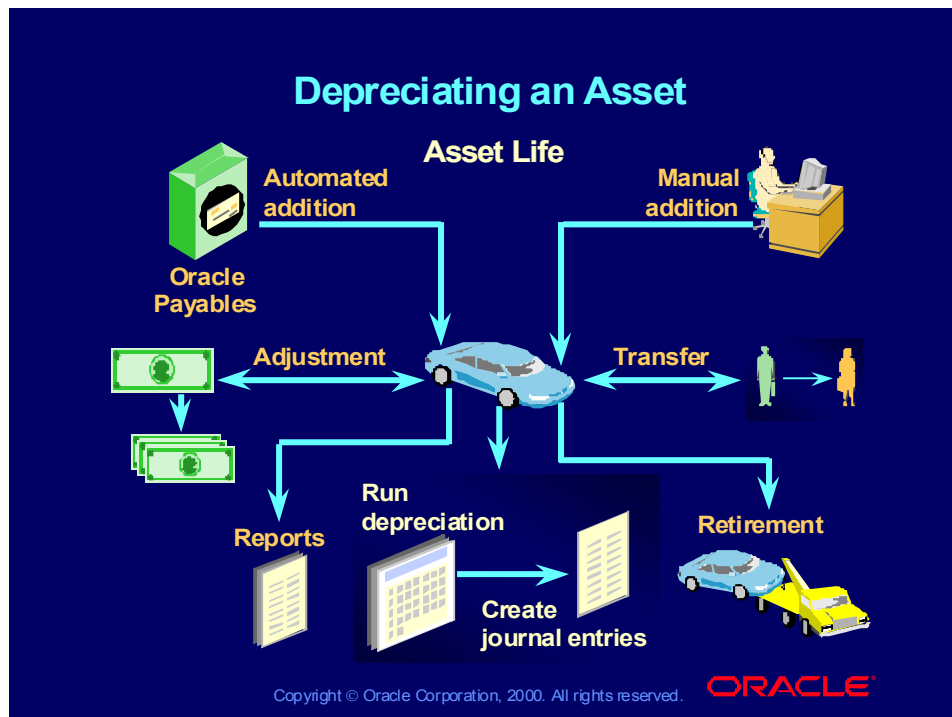 Depreciating an Asset
Asset Life
Automated
addition
Manual
addition
Oracle
Payables
Adjustment
Transfer
Run
depreciation
Reports
Retirement
Create
journal entries
Copyright © Oracle Corporation, 2000. All rights reserved.
ORACLE®